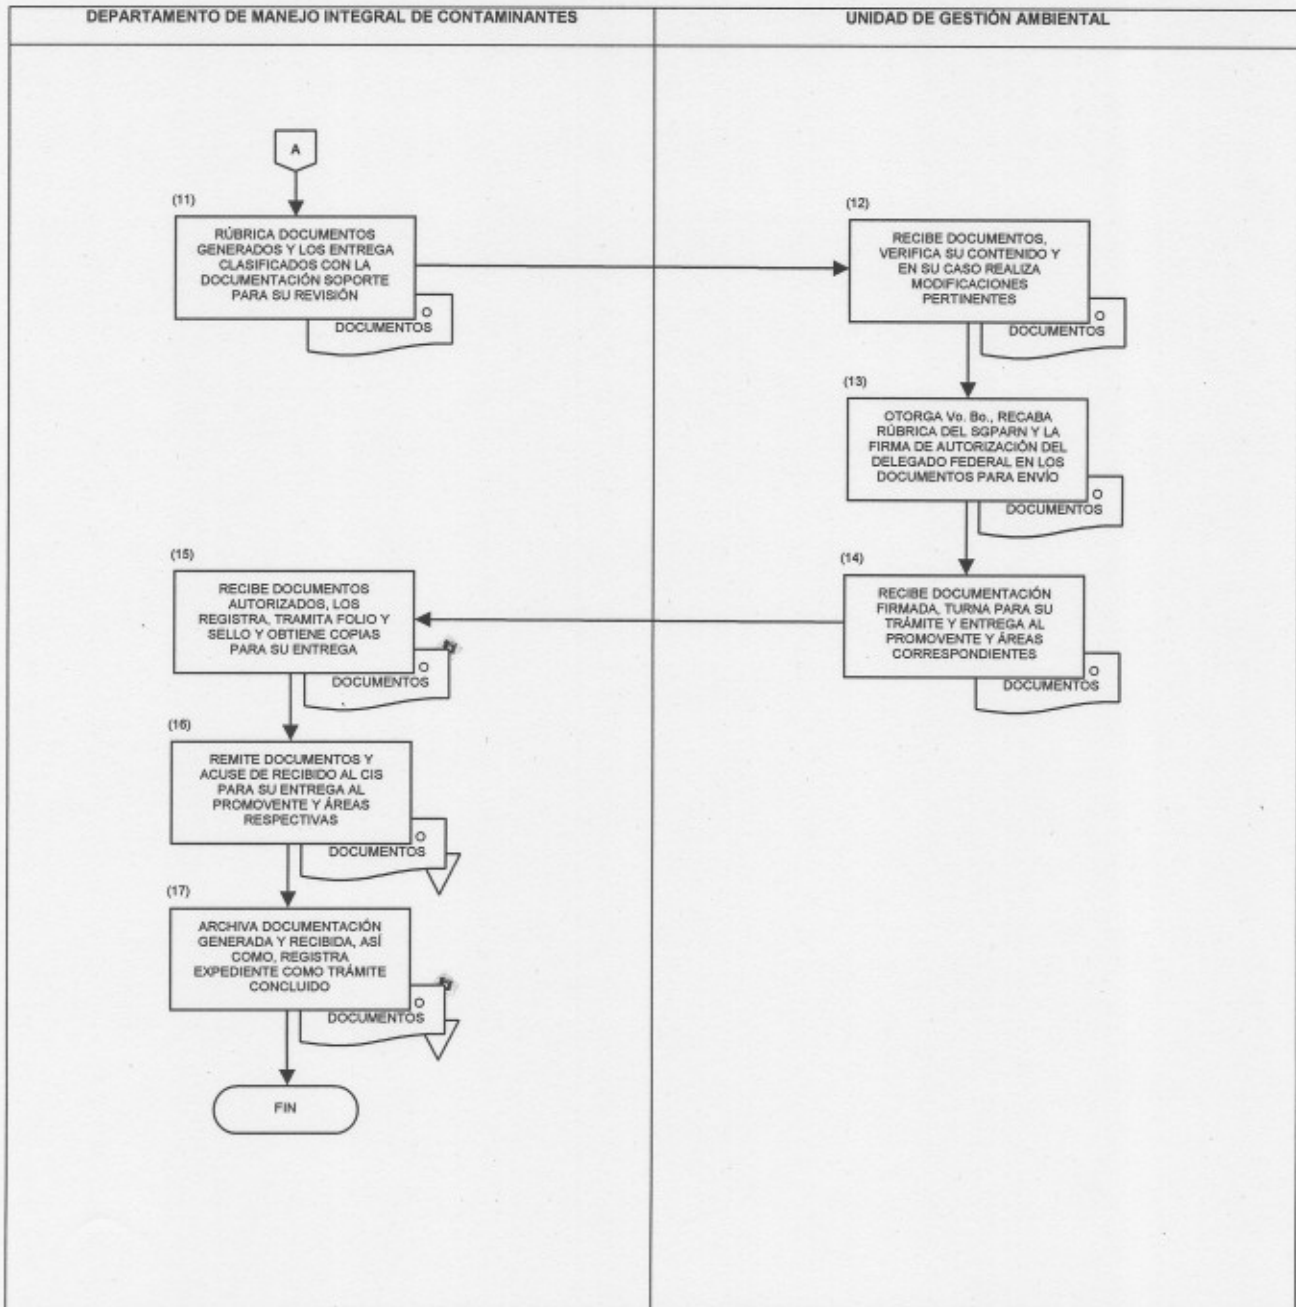 DEPARTAMENTO DE MANEJO INTEGRAL DE CONTAMINANTES
UNIDAD DE GESTIÓN AMBIENTAL
A
(11)
RÚBRICA DOCUMENTOS
GENERADOS Y LOS ENTREGA
CLASIFICADOS CON LA
DOCUMENTACIÓN SOPORTE
PARA SU REVISIÓN
O
DOCUMENTOS
(12)
RECIBE DOCUMENTOS,
VERIFICA SU CONTENIDO Y
EN SU CASO REALIZA
MODIFICACIONES
PERTINENTES
O
DOCUMENTOS
(13)
OTORGA Vo. Bo., RECABA
RÚBRICA DEL SGPARN Y LA
FIRMA DE AUTORIZACIÓN DEL
DELEGADO FEDERAL EN LOS
DOCUMENTOS PARA ENVÍO
O
DOCUMENTOS
(14)
RECIBE DOCUMENTACIÓN
FIRMADA, TURNA PARA SU
TRÁMITE Y ENTREGA AL
PROMOVENTE Y ÁREAS
CORRESPONDIENTES
O
DOCUMENTOS
(15)
RECIBE DOCUMENTOS
AUTORIZADOS, LOS
REGISTRA, TRAMITA FOLIO Y
SELLO Y OBTIENE COPIAS
PARA SU ENTREGA
O
DOCUMENTOS
(16)
REMITE DOCUMENTOS Y
ACUSE DE RECIBIDO AL CIS
PARA SU ENTREGA AL
PROMOVENTE Y ÁREAS
RESPECTIVAS
O
DOCUMENTOS
(17)
ARCHIVA DOCUMENTACIÓN
GENERADA Y RECIBIDA, ASÍ
COMO, REGISTRA
EXPEDIENTE COMO TRÁMITE
CONCLUIDO
O
DOCUMENTOS
FIN